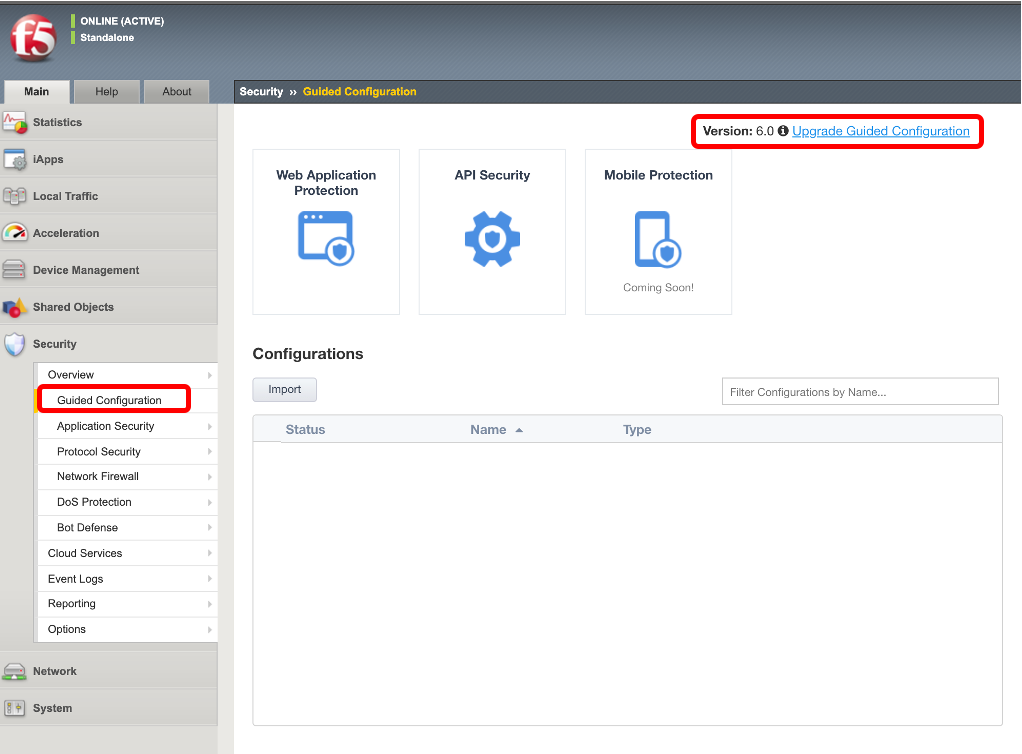 f5
ONLINE (ACTIVE)
Standalone
Main
Help
About
Security » Guided Configuration
Statistics
iApps
Local Traffic
Acceleration
Device Management
Shared Objects
Security
Overview
Guided Configuration
Application Security
Protocol Security
Network Firewall
DoS Protection
Bot Defense
Cloud Services
Event Logs
Reporting
Options
Network
System
Version: 6.0 Upgrade Guided Configuration
Web Application
Protection
API Security
Mobile Protection
Coming Soon!
Configurations
Import
Filter Configurations by Name...
Status
Name
Type